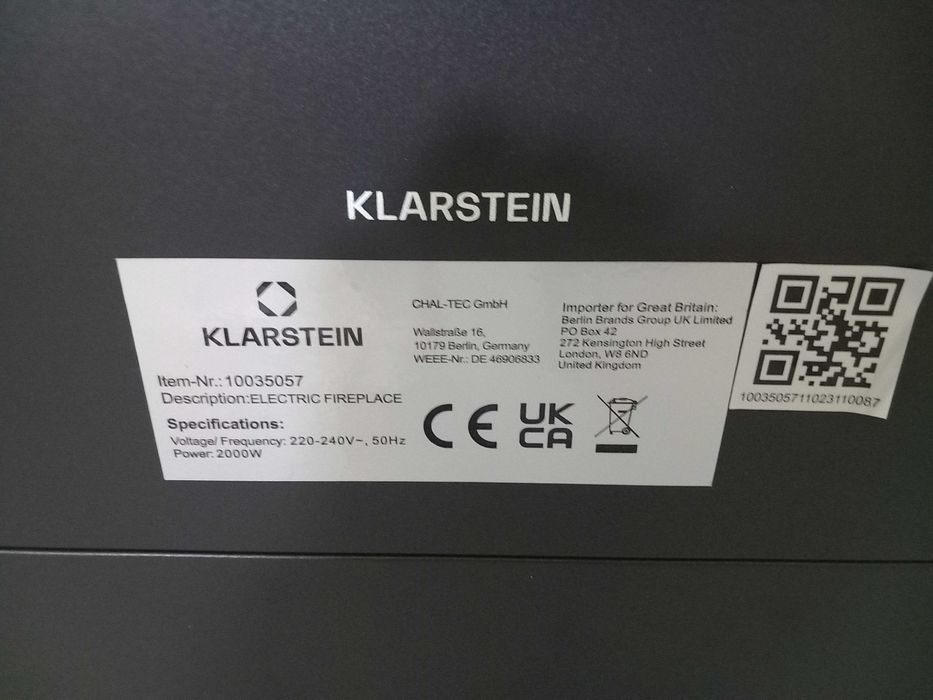 KLARSTEIN
KLARSTEIN
Item-Nr.:10035057
Description:ELECTRIC FIREPLACE
Specifications:
Voltage/ Frequency: 220-240V~, 50Hz
Power: 2000W
CHAL-TEC GmbH
Wallstraße 16,
10179 Berlin, Germany
WEEE-Nr.: DE 46906833
Importer for Great Britain:
Berlin Brands Group UK Limited
PO Box 42
272 Kensington High Street
London, W8 6ND
United Kingdom
CE
UK
CA
1003505711023110087